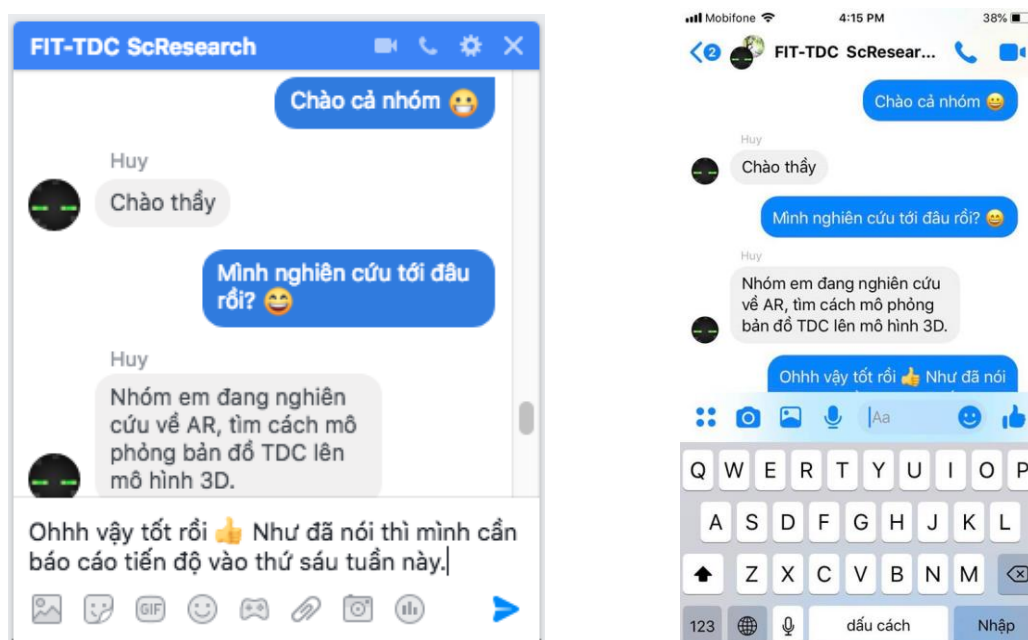 FIT-TDC ScResearch
Chào cả nhóm 😀
Huy
Chào thầy
Mình nghiên cứu tới đâu
rồi? 😄
Huy
Nhóm em đang nghiên
cứu về AR, tìm cách mô
phỏng bản đồ TDC lên
mô hình 3D.
Ohhh vậy tốt rồi 👍 Như đã nói thì mình cần
báo cáo tiến độ vào thứ sáu tuần này.
GIF
Mobifone 4:15 PM 38%
2 FIT-TDC ScResear...
Chào cả nhóm 😀
Huy
Chào thầy
Mình nghiên cứu tới đâu rồi? 😄
Huy
Nhóm em đang nghiên cứu
về AR, tìm cách mô phỏng
bản đồ TDC lên mô hình 3D.
Ohhh vậy tốt rồi 👍 Như đã nói
Aa
Q W E R T Y U I O P
A S D F G H J K L
Z X C V B N M
123 dấu cách Nhập